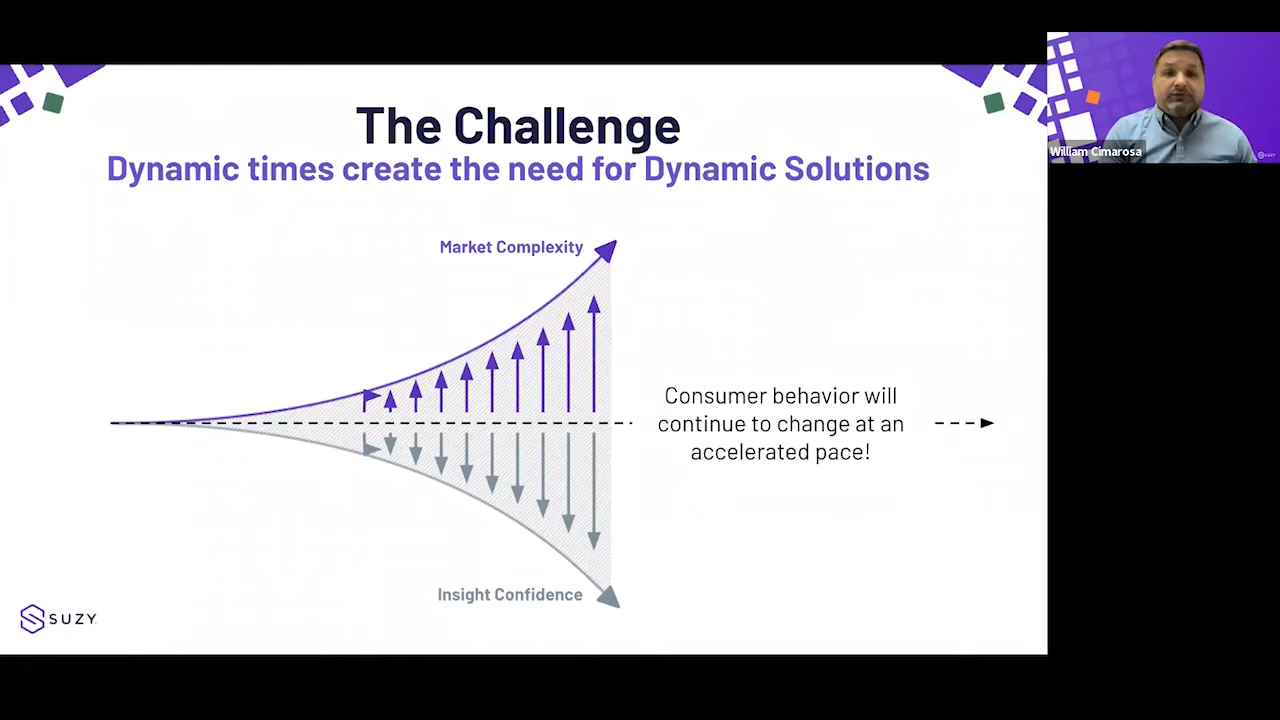 The Challenge
Dynamic times create the need for Dynamic Solutions
Market Complexity
Consumer behavior will
continue to change at an
accelerated pace!
Insight Confidence
SUZY
William Cimarosa
SUZY